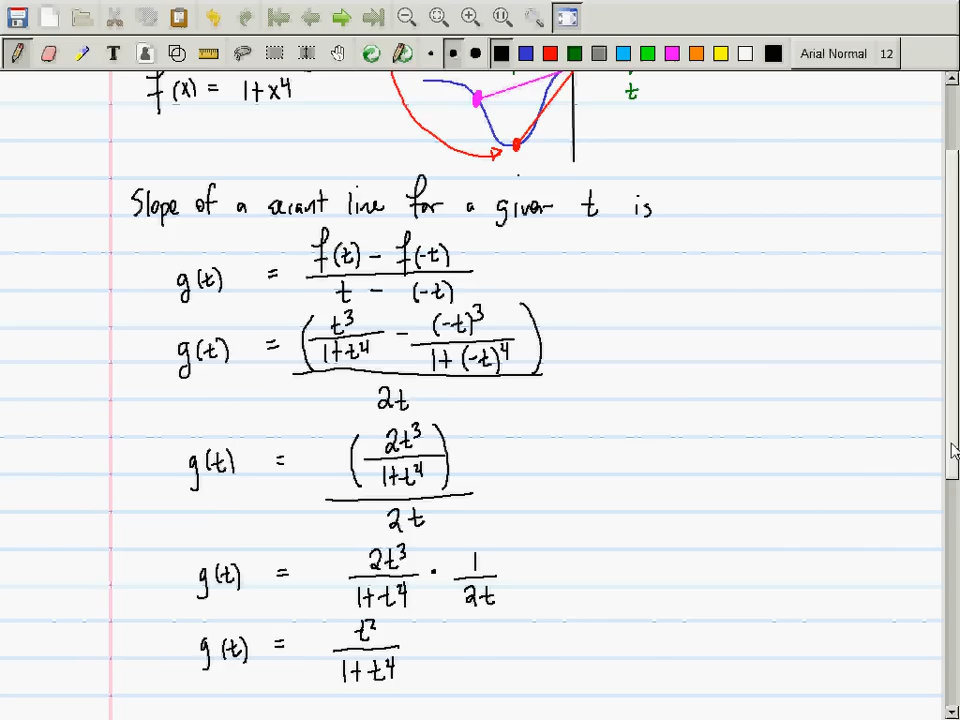 T Arial Normal 12
f(x) = 1+x⁴
t
Slope of a secant line for a given t is
g(t) = f(t) - f(-t) / t - (-t)
g(t) = (t³/1+t⁴ - (-t)³/1+(-t)⁴) / 2t
g(t) = (2t³/1+t⁴) / 2t
g(t) = 2t³/1+t⁴ · 1/2t
g(t) = t²/1+t⁴